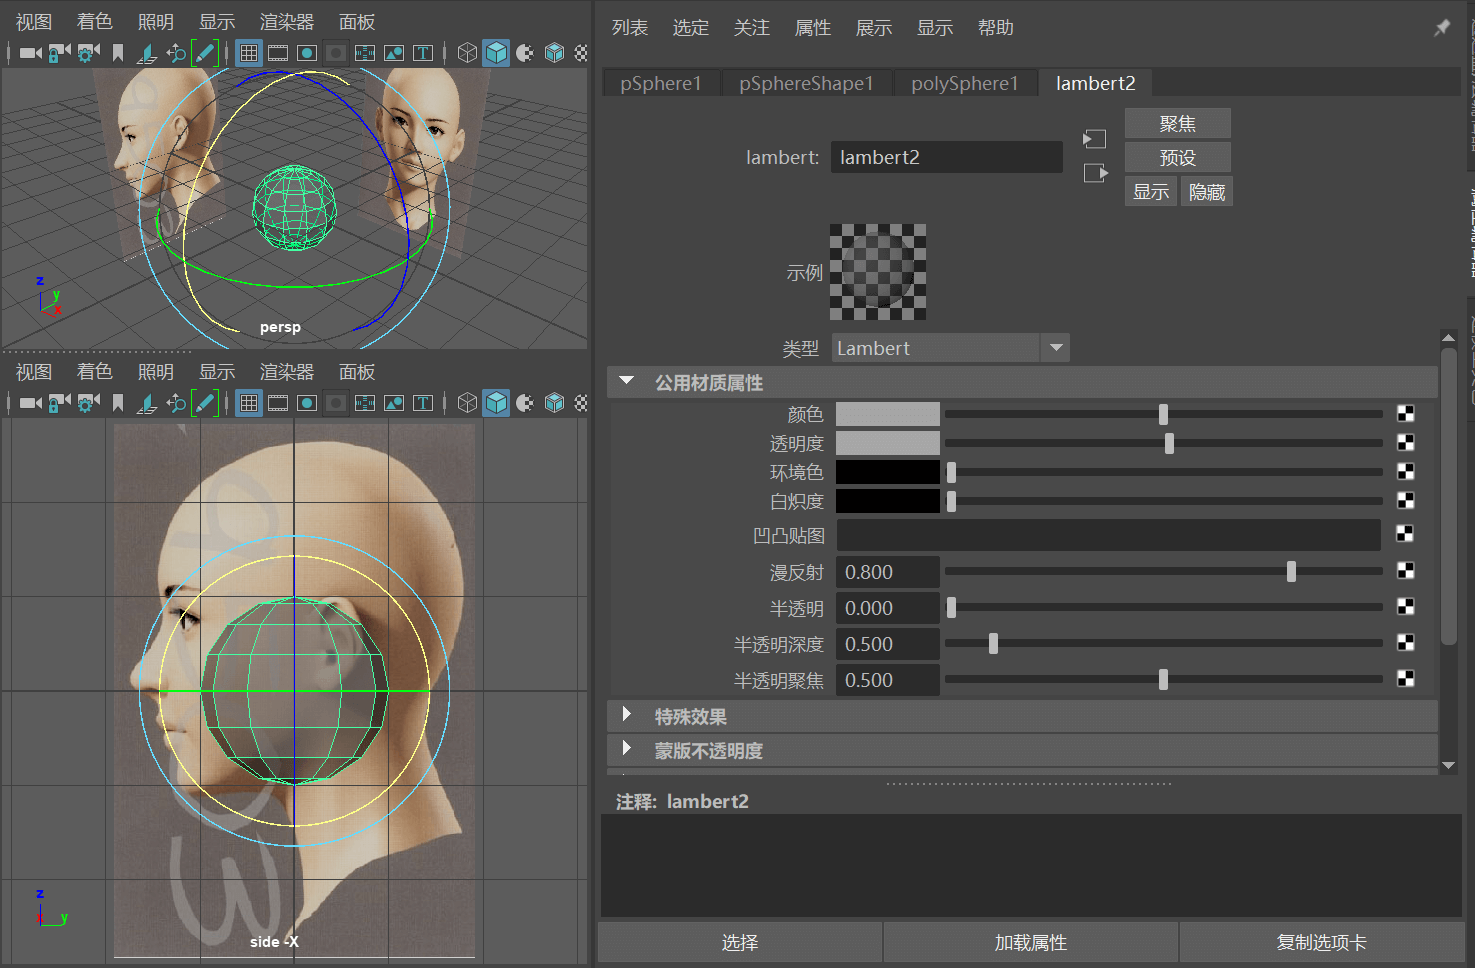 视图 着色 照明 显示 渲染器 面板
z
y
x
persp
视图 着色 照明 显示 渲染器 面板
z
x
y
side -X
列表 选定 关注 属性 展示 显示 帮助
pSphere1 pSphereShape1 polySphere1 lambert2
lambert: lambert2
聚焦
预设
显示 隐藏
示例
类型 Lambert
公用材质属性
颜色
透明度
环境色
白炽度
凹凸贴图
漫反射 0.800
半透明 0.000
半透明深度 0.500
半透明聚焦 0.500
特殊效果
蒙版不透明度
注释: lambert2
选择 加载属性 复制选项卡